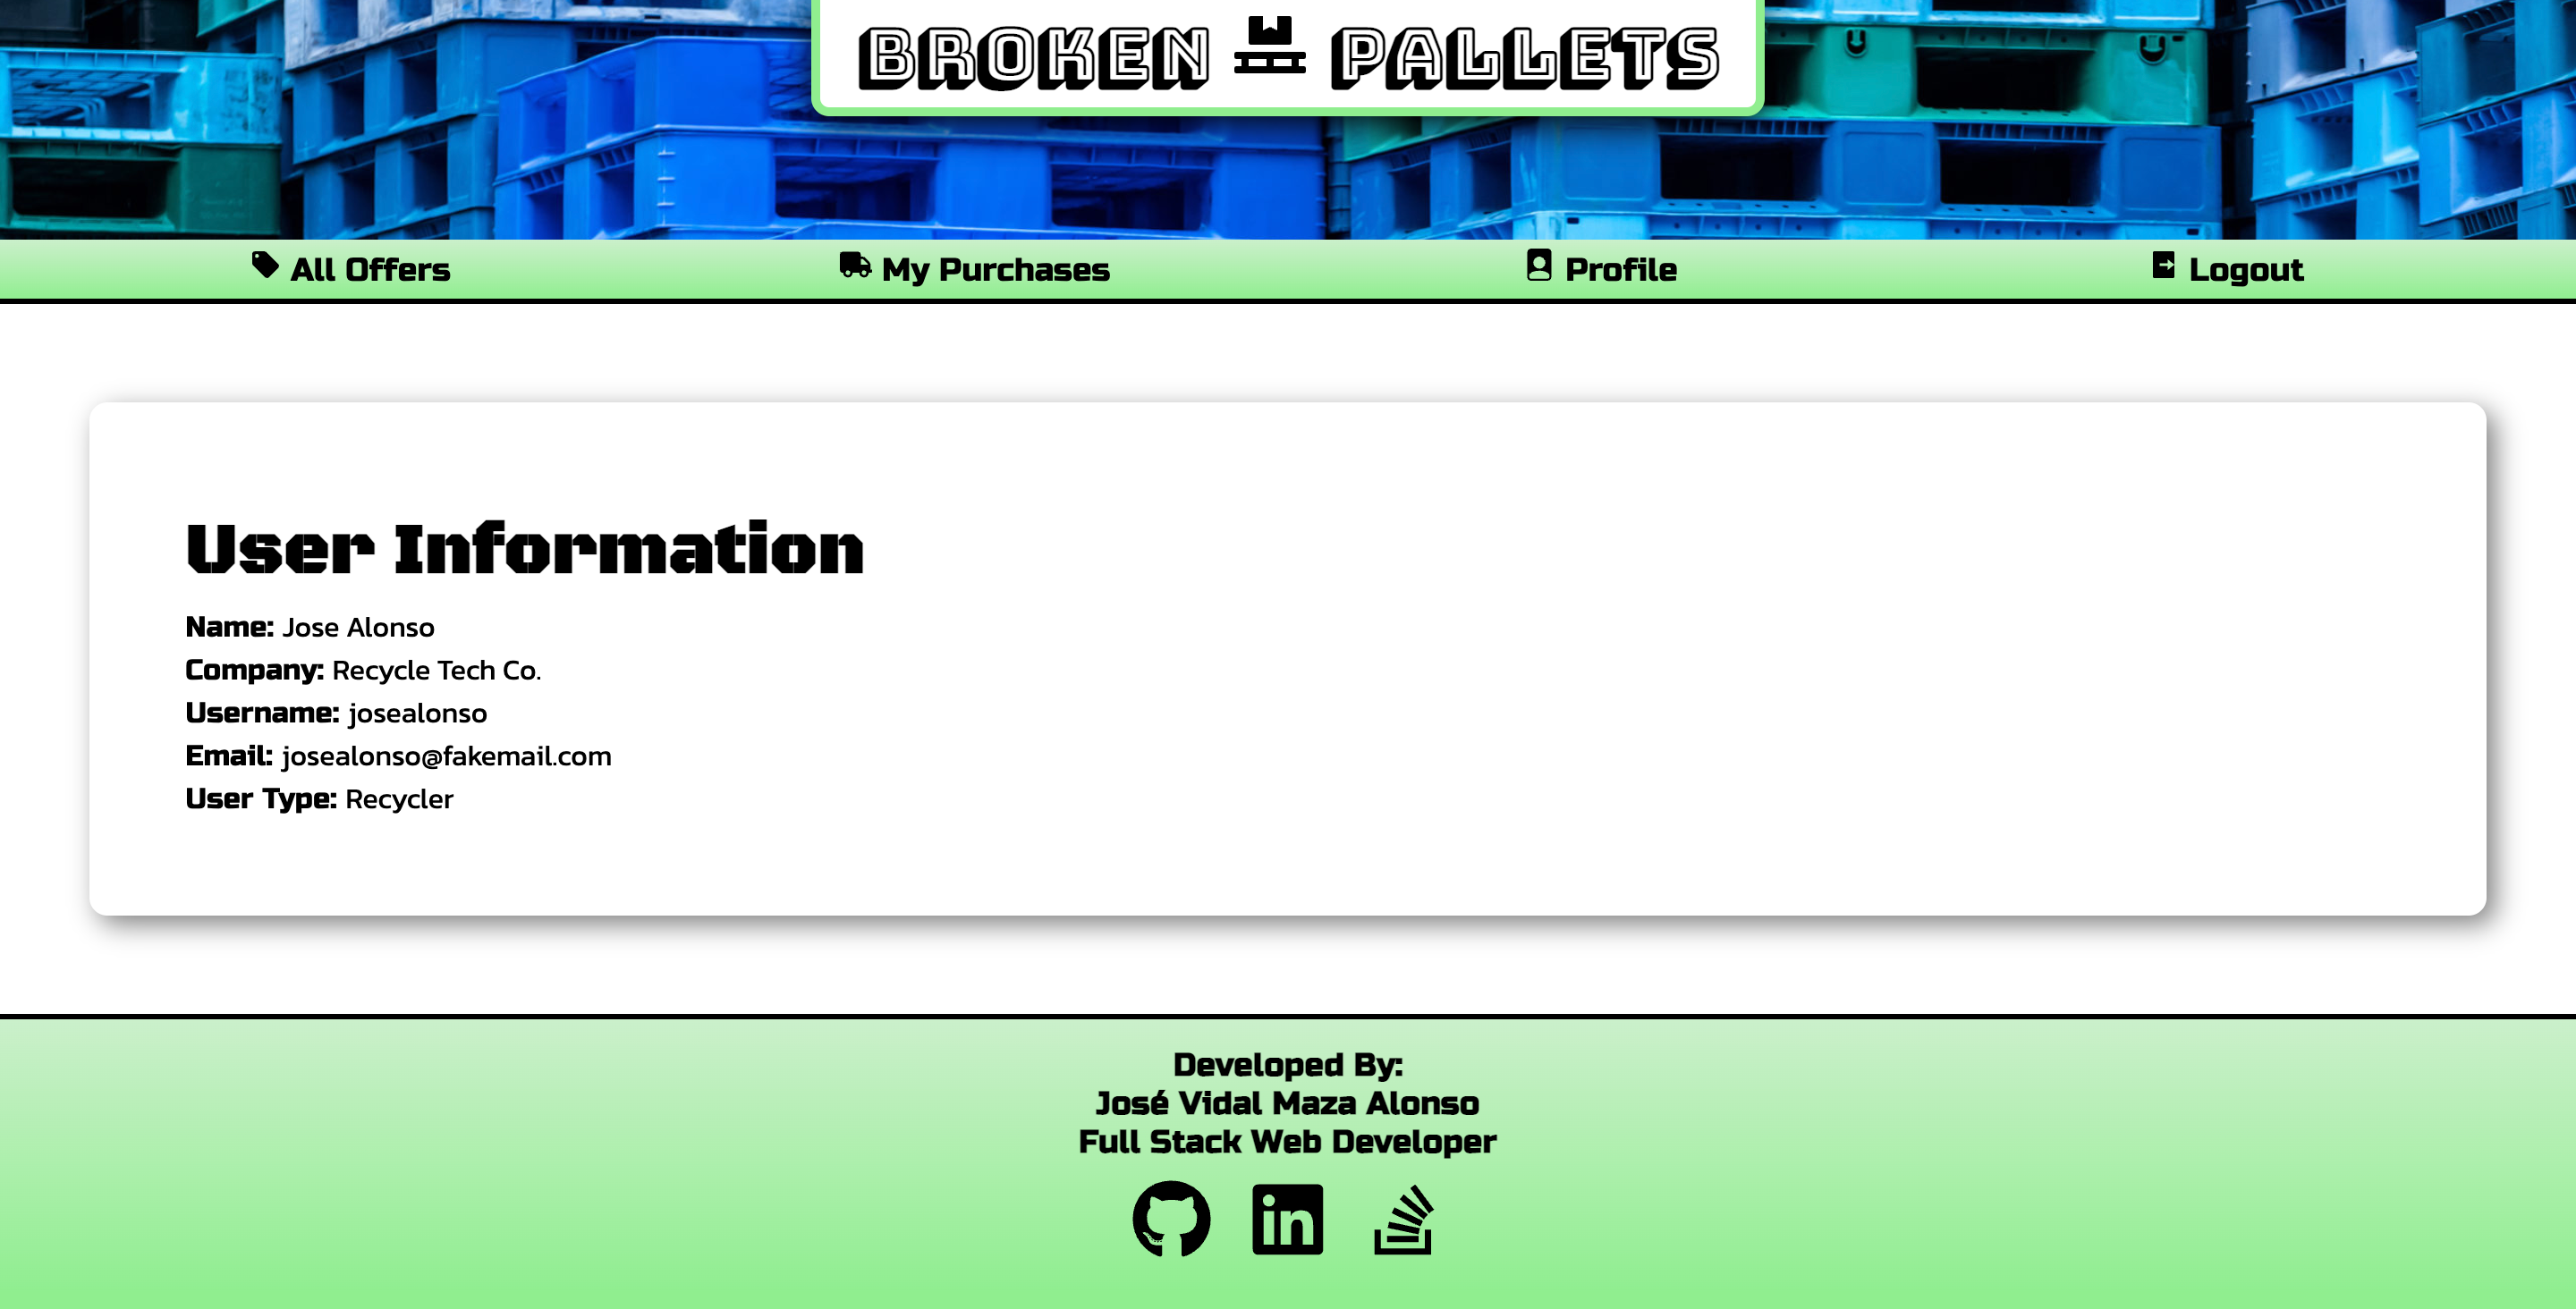 BROKEN PALLETS
All Offers My Purchases Profile Logout
User Information
Name: Jose Alonso
Company: Recycle Tech Co.
Username: josealonso
Email: josealonso@fakemail.com
User Type: Recycler
Developed By:
José Vidal Maza Alonso
Full Stack Web Developer
in